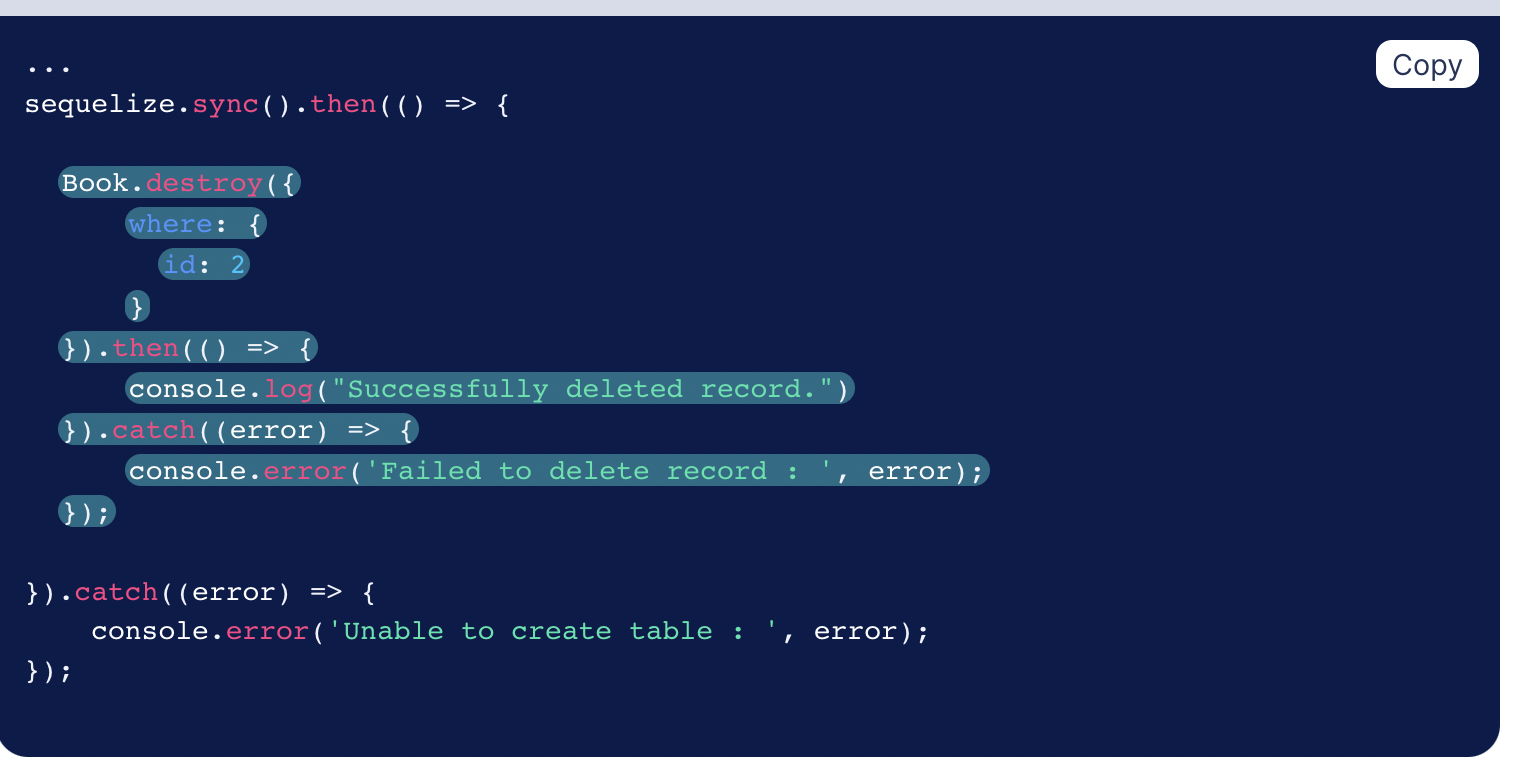 Copy
...
sequelize.sync().then(() => {
  Book.destroy({
      where: {
        id: 2
      }
  }).then(() => {
      console.log("Successfully deleted record.")
  }).catch((error) => {
      console.error('Failed to delete record : ', error);
  });
}).catch((error) => {
    console.error('Unable to create table : ', error);
});